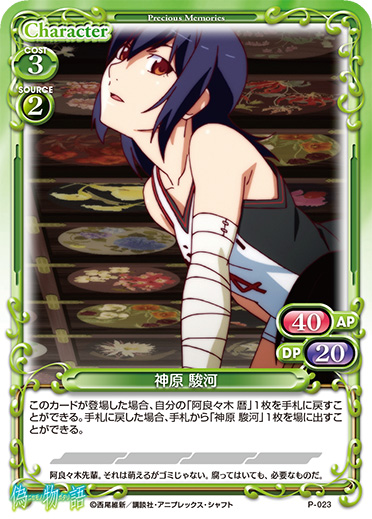 Precious Memories
Character
COST
3
SOURCE
2
40 AP
DP 20
神原 駿河
このカードが登場した場合、自分の「阿良々木 暦」1枚を手札に戻すこ
とができる。手札に戻した場合、手札から「神原 駿河」1枚を場に出すこ
とができる。
阿良々木先輩。それは萌えるがゴミじゃない。腐ってはいても、必要なものだ。
偽物語
©西尾維新/講談社・アニプレックス・シャフト
P-023